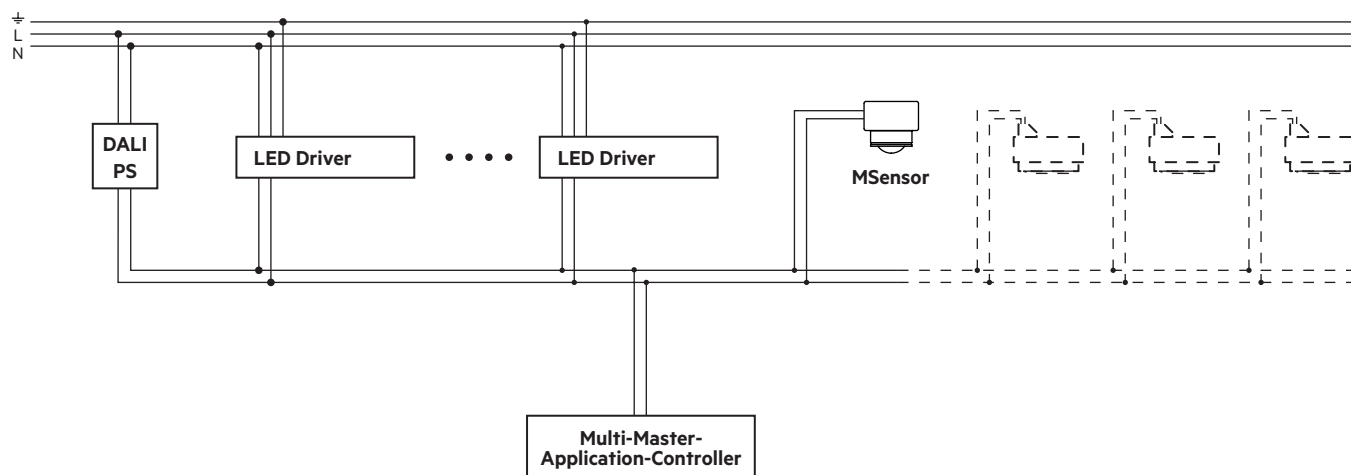 L
N
DALI
PS
LED Driver
LED Driver
MSensor
Multi-Master-
Application-Controller